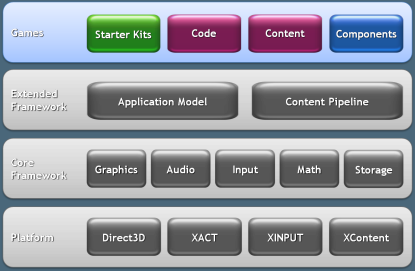 Games
Starter Kits
Code
Content
Components
Extended
Framework
Application Model
Content Pipeline
Core
Framework
Graphics
Audio
Input
Math
Storage
Platform
Direct3D
XACT
XINPUT
XContent